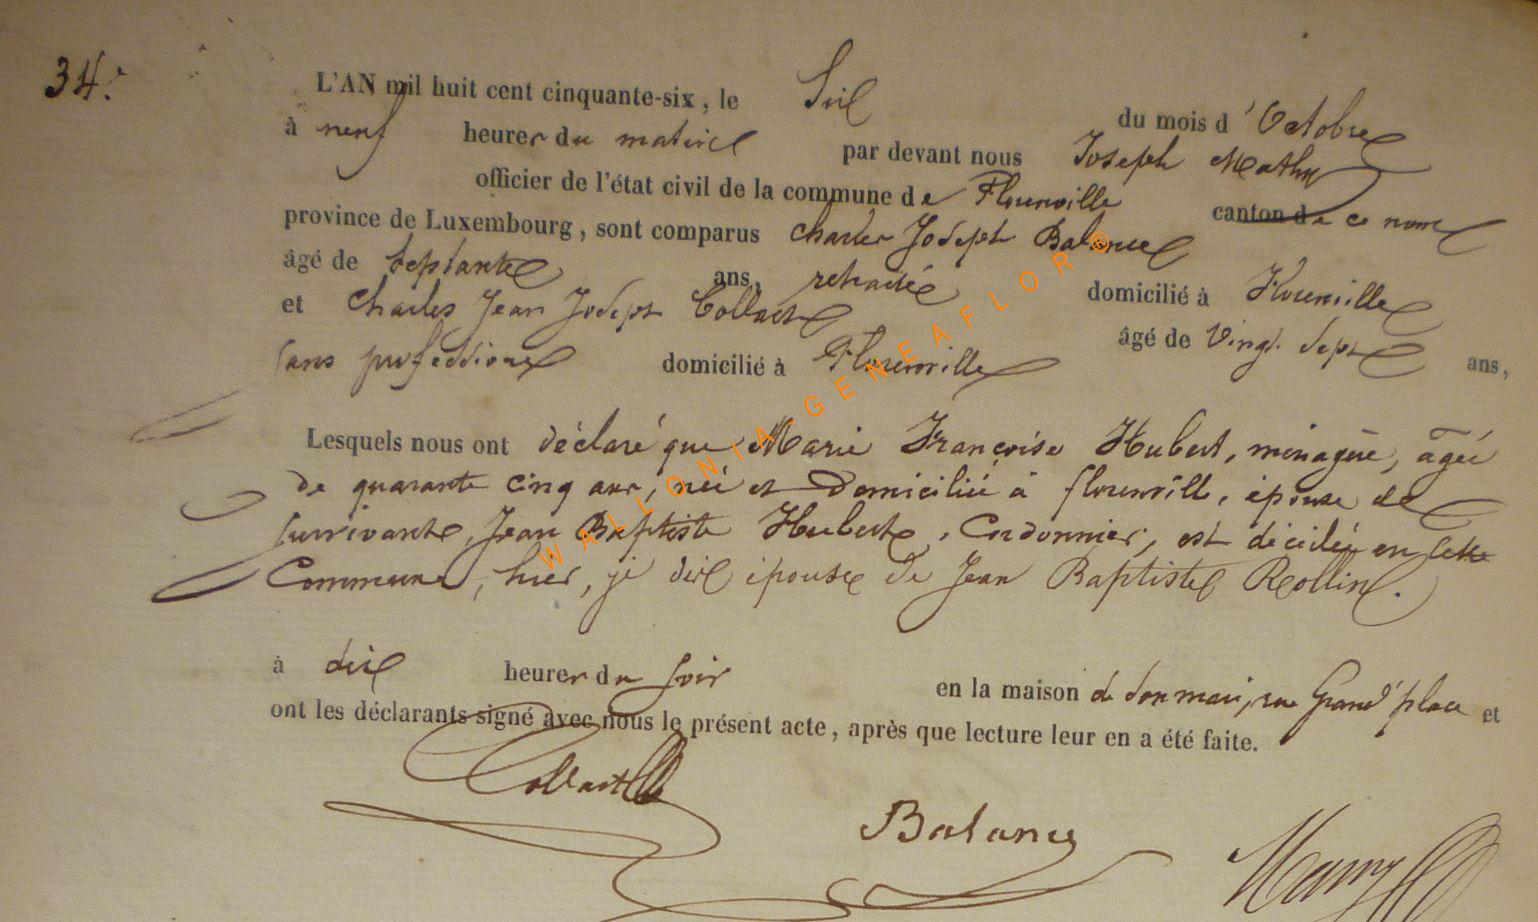 34.
L'AN mil huit cent cinquante-six, le Six du mois d'Octobre
à neuf heures du matin par devant nous Joseph
officier de l'état civil de la commune de Florenville canton de ce nom
province de Luxembourg, sont comparus Charles Joseph Balance
âgé de septante ans, retraité domicilié à Florenville
et Charles Jean Joseph Collart âgé de vingt sept ans,
sans profession domicilié à Florenville
Lesquels nous ont déclaré que Marie Françoise Hubert, ménagère, agée
de quarante cinq ans, née et domiciliée à florenville, épouse de
survivante, Jean Baptiste Hubert, Cordonnier, est décédée en cette
Commune, hier, je dis épouse de Jean Baptiste Rollin.
à dix heures du soir en la maison de son mari, rue Grand'place et
ont les déclarants signé avec nous le présent acte, après que lecture leur en a été faite.
Collart
Balance
WALLONIA-GENEAFLOR®